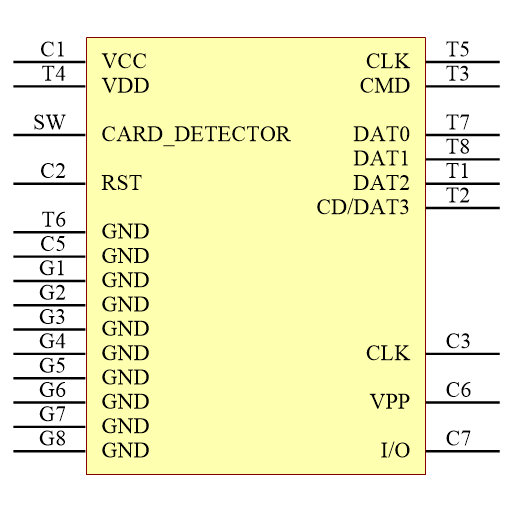 C1 VCC CLK T5
T4 VDD CMD T3
SW CARD_DETECTOR DAT0 T7
DAT1 T8
C2 RST DAT2 T1
CD/DAT3 T2
T6 GND
C5 GND
G1 GND
G2 GND
G3 GND
G4 GND CLK C3
G5 GND
G6 GND VPP C6
G7 GND
G8 GND I/O C7